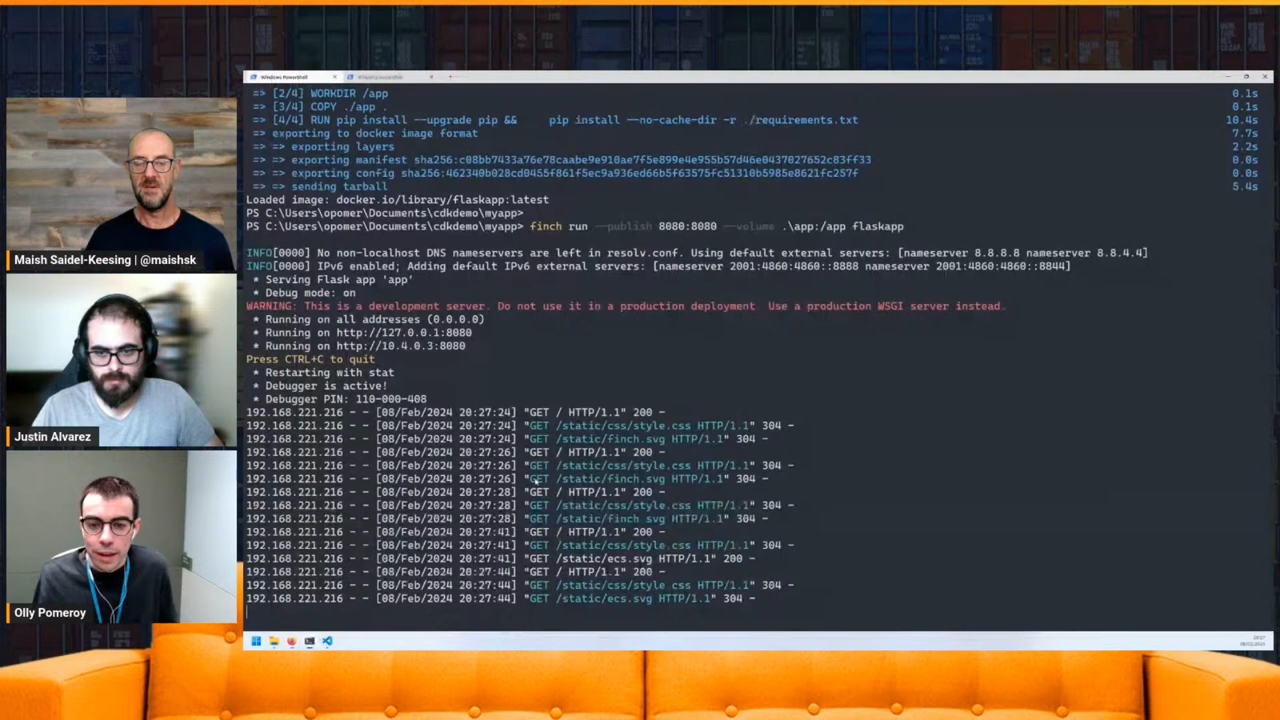 Windows PowerShell
=> [2/4] WORKDIR /app 0.1s
=> [3/4] COPY ./app . 0.1s
=> [4/4] RUN pip install --upgrade pip && pip install --no-cache-dir -r ./requirements.txt 10.4s
=> exporting to docker image format 7.7s
=> => exporting layers 2.2s
=> => exporting manifest sha256:c08bb7433a76e78caabe9e910ae7f5e899e4e955b57d46e0437027652c83ff33 0.0s
=> => exporting config sha256:462340b028cd0455f861f5ec9a936ed66b5f63575fc51310b5985e8621fc257f 0.0s
=> => sending tarball 5.4s
Loaded image: docker.io/library/flaskapp:latest
PS C:\Users\opomer\Documents\cdkdemo\myapp>
PS C:\Users\opomer\Documents\cdkdemo\myapp> finch run --publish 8080:8080 --volume .\app:/app flaskapp
INFO[0000] No non-localhost DNS nameservers are left in resolv.conf. Using default external servers: [nameserver 8.8.8.8 nameserver 8.8.4.4]
INFO[0000] IPv6 enabled; Adding default IPv6 external servers: [nameserver 2001:4860:4860::8888 nameserver 2001:4860:4860::8844]
* Serving Flask app 'app'
* Debug mode: on
WARNING: This is a development server. Do not use it in a production deployment. Use a production WSGI server instead.
* Running on all addresses (0.0.0.0)
* Running on http://127.0.0.1:8080
* Running on http://10.4.0.3:8080
Press CTRL+C to quit
* Restarting with stat
* Debugger is active!
* Debugger PIN: 110-000-408
192.168.221.216 - - [08/Feb/2024 20:27:24] "GET / HTTP/1.1" 200 -
192.168.221.216 - - [08/Feb/2024 20:27:24] "GET /static/css/style.css HTTP/1.1" 304 -
192.168.221.216 - - [08/Feb/2024 20:27:24] "GET /static/finch.svg HTTP/1.1" 304 -
192.168.221.216 - - [08/Feb/2024 20:27:26] "GET / HTTP/1.1" 200 -
192.168.221.216 - - [08/Feb/2024 20:27:26] "GET /static/css/style.css HTTP/1.1" 304 -
192.168.221.216 - - [08/Feb/2024 20:27:26] "GET /static/finch.svg HTTP/1.1" 304 -
192.168.221.216 - - [08/Feb/2024 20:27:28] "GET / HTTP/1.1" 200 -
192.168.221.216 - - [08/Feb/2024 20:27:28] "GET /static/css/style.css HTTP/1.1" 304 -
192.168.221.216 - - [08/Feb/2024 20:27:28] "GET /static/finch.svg HTTP/1.1" 304 -
192.168.221.216 - - [08/Feb/2024 20:27:41] "GET / HTTP/1.1" 200 -
192.168.221.216 - - [08/Feb/2024 20:27:41] "GET /static/css/style.css HTTP/1.1" 304 -
192.168.221.216 - - [08/Feb/2024 20:27:41] "GET /static/ecs.svg HTTP/1.1" 200 -
192.168.221.216 - - [08/Feb/2024 20:27:44] "GET / HTTP/1.1" 200 -
192.168.221.216 - - [08/Feb/2024 20:27:44] "GET /static/css/style.css HTTP/1.1" 304 -
192.168.221.216 - - [08/Feb/2024 20:27:44] "GET /static/ecs.svg HTTP/1.1" 304 -
Maish Saidel-Keesing | @maishsk
Justin Alvarez
Olly Pomeroy